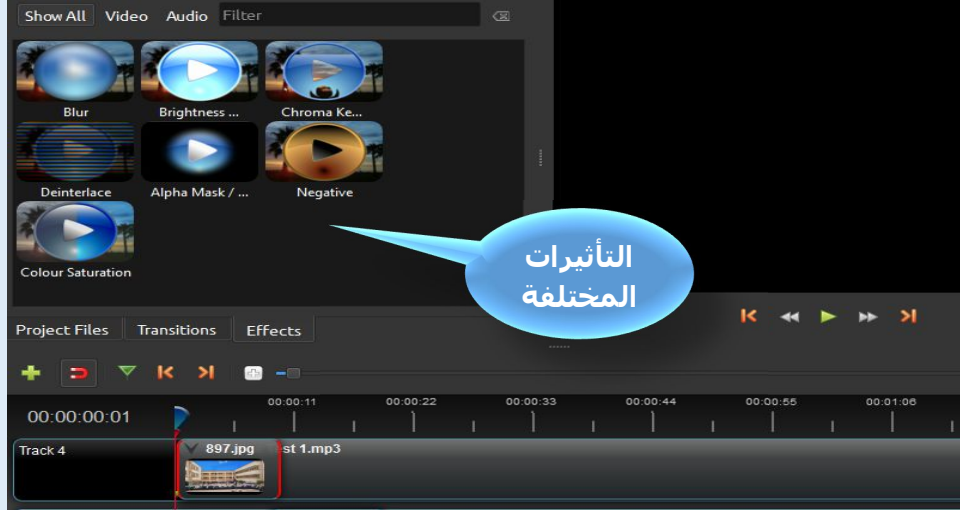 Show All Video Audio Filter
Blur Brightness ... Chroma Ke...
Deinterlace Alpha Mask / ... Negative
Colour Saturation
التأثيرات
المختلفة
Project Files Transitions Effects
00:00:00:01 00:00:11 00:00:22 00:00:33 00:00:44 00:00:55 00:01:06
Track 4 897.jpg st 1.mp3